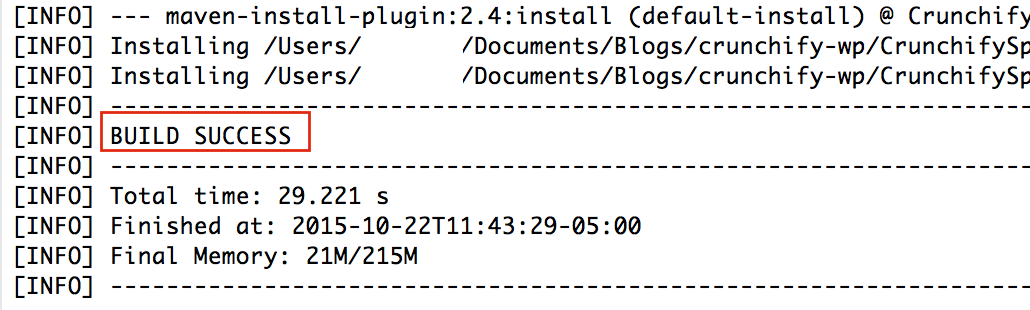 [INFO] --- maven-install-plugin:2.4:install (default-install) @ Crunchify
[INFO] Installing /Users/ /Documents/Blogs/crunchify-wp/CrunchifySp
[INFO] Installing /Users/ /Documents/Blogs/crunchify-wp/CrunchifySp
[INFO] ------------------------------------------------------------------
[INFO] BUILD SUCCESS
[INFO] ------------------------------------------------------------------
[INFO] Total time: 29.221 s
[INFO] Finished at: 2015-10-22T11:43:29-05:00
[INFO] Final Memory: 21M/215M
[INFO] ------------------------------------------------------------------